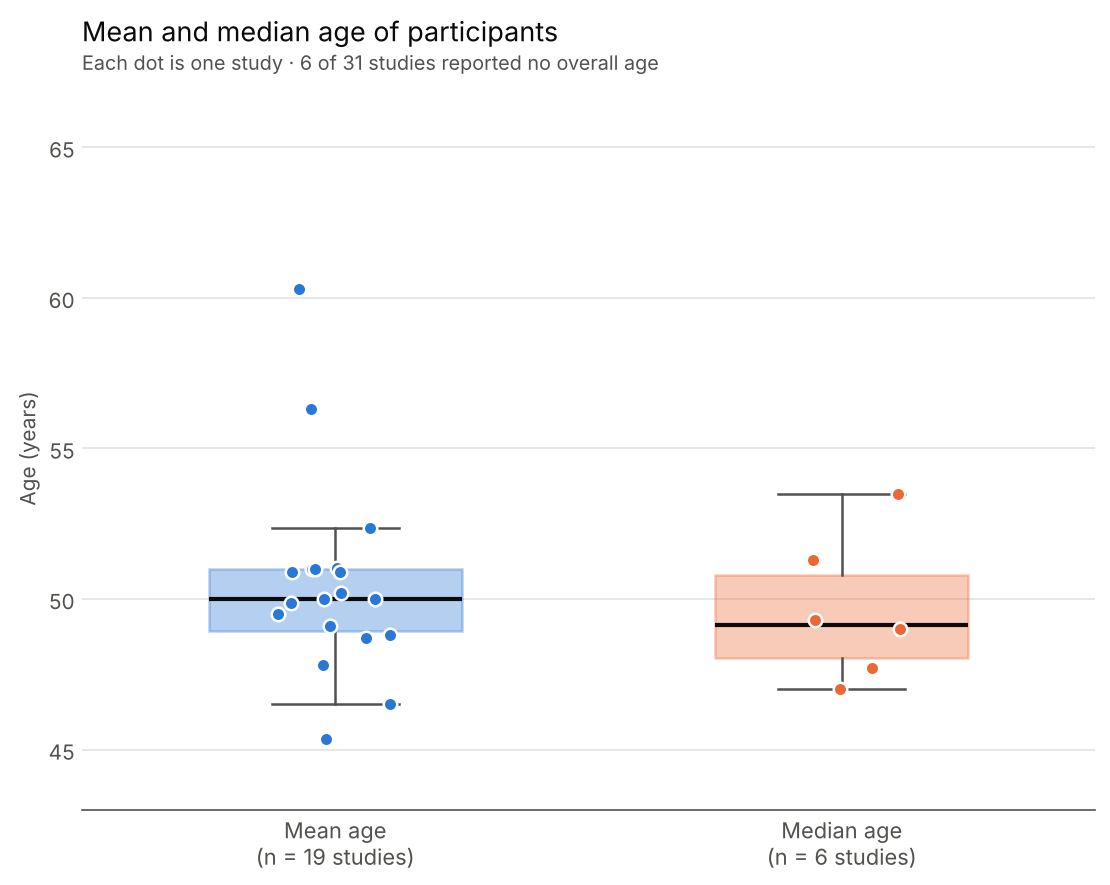 Mean and median age of participants
Each dot is one study · 6 of 31 studies reported no overall age
65
60
55
50
45
Age (years)
Mean age
(n = 19 studies)
Median age
(n = 6 studies)